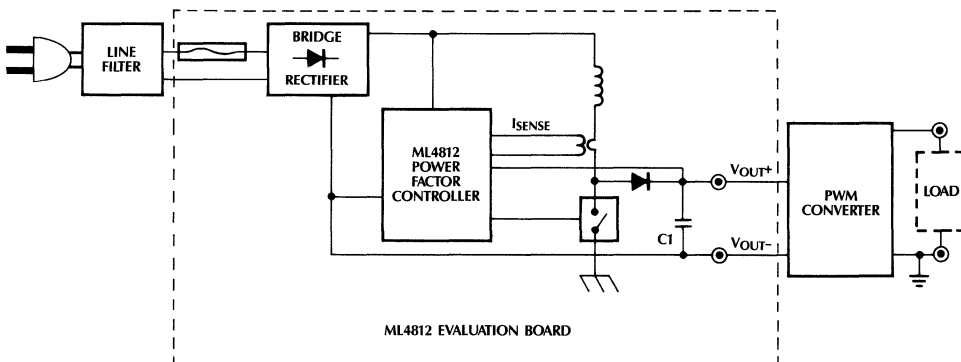 LINE
FILTER
BRIDGE
RECTIFIER
ISENSE
ML4812
POWER
FACTOR
CONTROLLER
C1
VOUT+
VOUT–
PWM
CONVERTER
LOAD
ML4812 EVALUATION BOARD